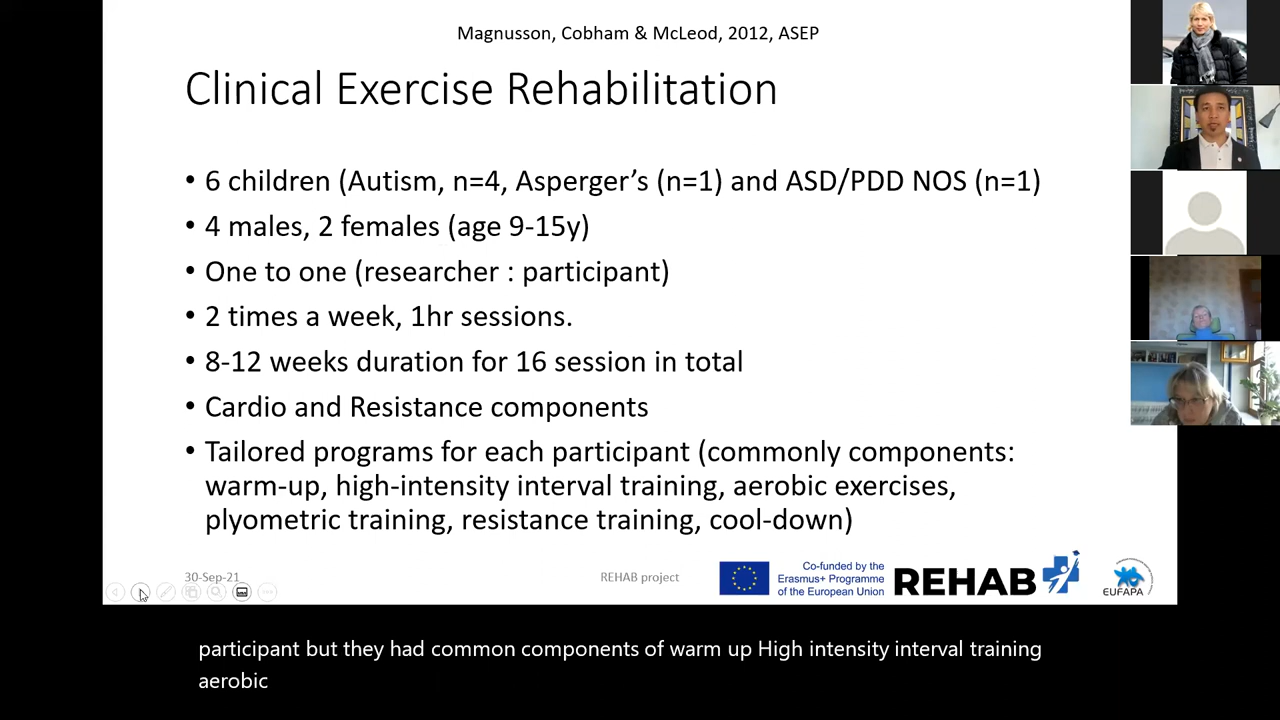 Magnusson, Cobham & McLeod, 2012, ASEP
Clinical Exercise Rehabilitation
• 6 children (Autism, n=4, Asperger’s (n=1) and ASD/PDD NOS (n=1)
• 4 males, 2 females (age 9-15y)
• One to one (researcher : participant)
• 2 times a week, 1hr sessions.
• 8-12 weeks duration for 16 session in total
• Cardio and Resistance components
• Tailored programs for each participant (commonly components:
warm-up, high-intensity interval training, aerobic exercises,
plyometric training, resistance training, cool-down)
30-Sep-21
REHAB project
Co-funded by the
Erasmus+ Programme
of the European Union
REHAB
EUFAPA
participant but they had common components of warm up High intensity interval training
aerobic